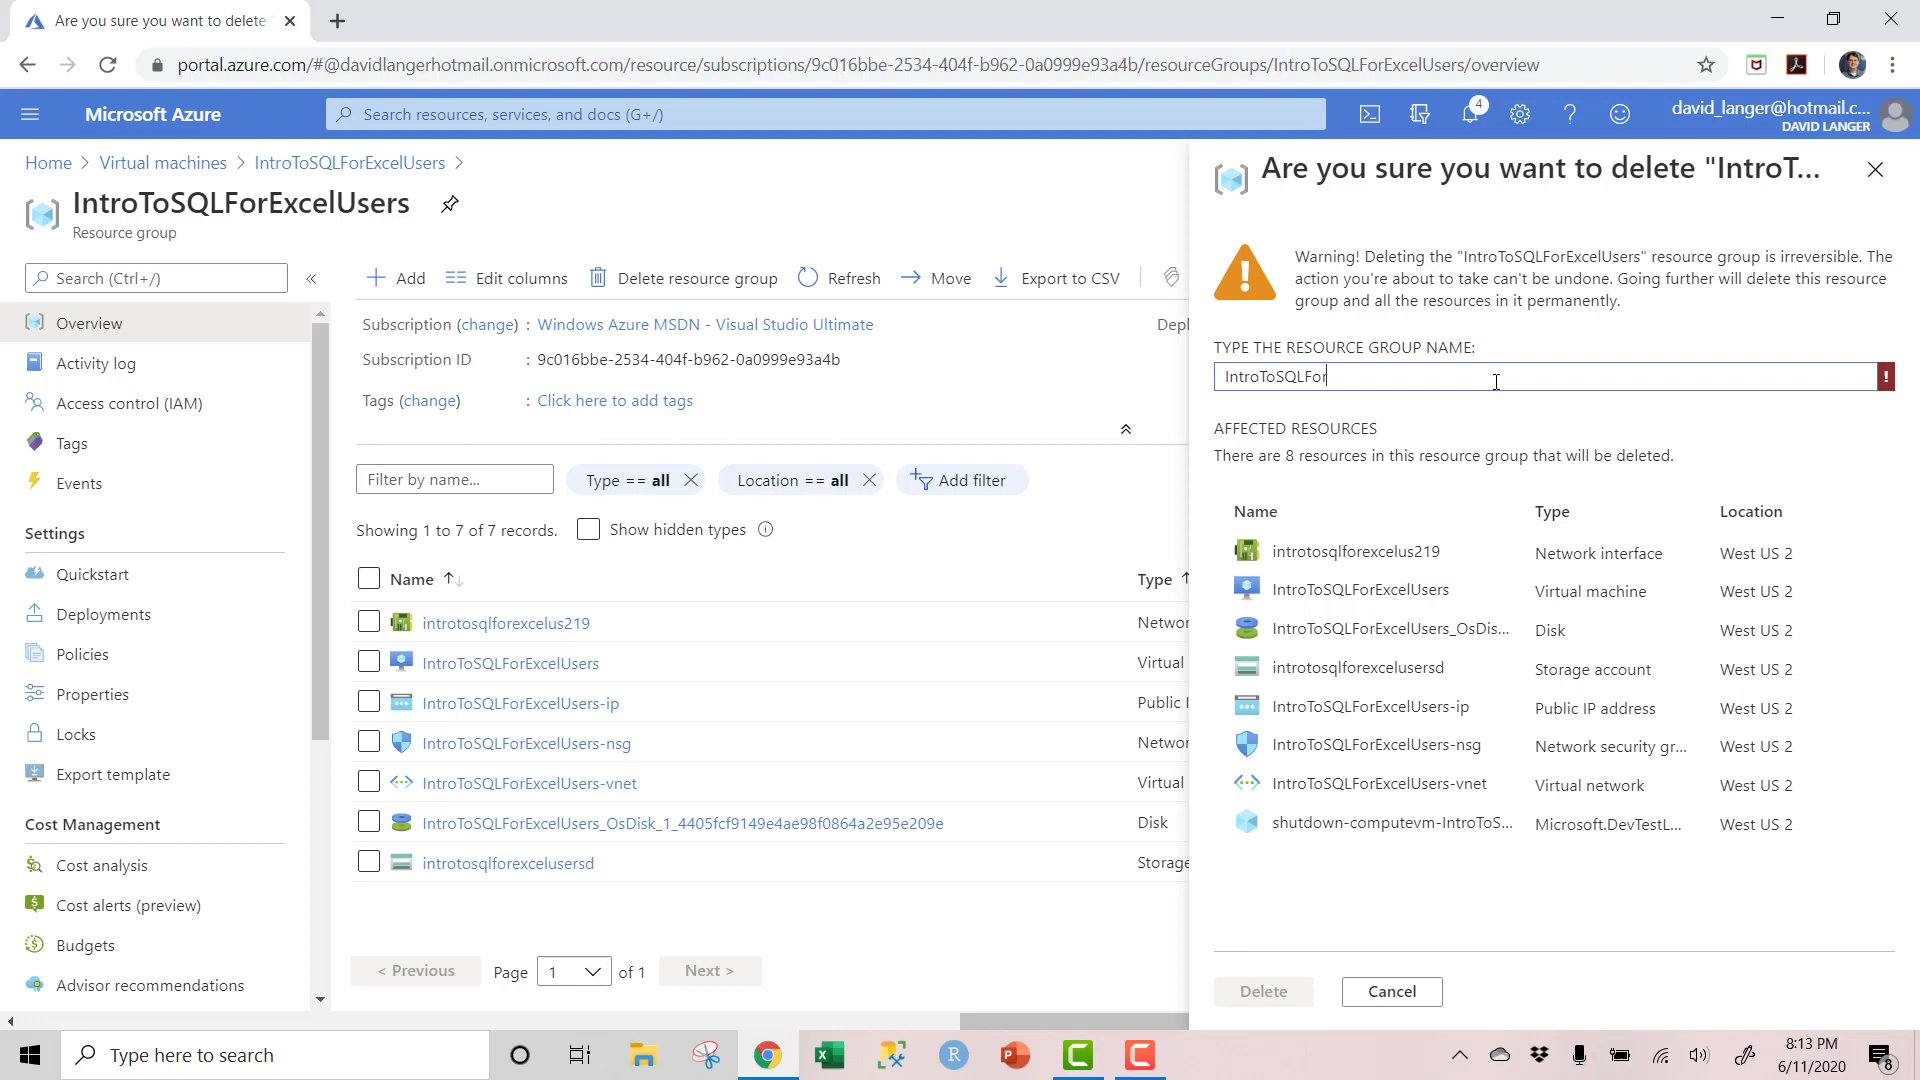 Are you sure you want to delete
portal.azure.com/#@davidlangerhotmail.onmicrosoft.com/resource/subscriptions/9c016bbe-2534-404f-b962-0a0999e93a4b/resourceGroups/IntroToSQLForExcelUsers/overview
Microsoft Azure
Search resources, services, and docs (G+/)
4
david_langer@hotmail.c...
DAVID LANGER
Home > Virtual machines > IntroToSQLForExcelUsers >
IntroToSQLForExcelUsers
Resource group
Search (Ctrl+/)
Overview
Activity log
Access control (IAM)
Tags
Events
Settings
Quickstart
Deployments
Policies
Properties
Locks
Export template
Cost Management
Cost analysis
Cost alerts (preview)
Budgets
Advisor recommendations
Add Edit columns Delete resource group Refresh Move Export to CSV
Subscription (change) : Windows Azure MSDN - Visual Studio Ultimate
Depl
Subscription ID : 9c016bbe-2534-404f-b962-0a0999e93a4b
Tags (change) : Click here to add tags
Filter by name... Type == all Location == all Add filter
Showing 1 to 7 of 7 records. Show hidden types
Name Type
introtosqlforexcelus219 Networ
IntroToSQLForExcelUsers Virtual
IntroToSQLForExcelUsers-ip Public I
IntroToSQLForExcelUsers-nsg Networ
IntroToSQLForExcelUsers-vnet Virtual
IntroToSQLForExcelUsers_OsDisk_1_4405fcf9149e4ae98f0864a2e95e209e Disk
introtosqlforexcelusersd Storage
< Previous Page 1 of 1 Next >
Are you sure you want to delete "IntroT...
Warning! Deleting the "IntroToSQLForExcelUsers" resource group is irreversible. The
action you're about to take can't be undone. Going further will delete this resource
group and all the resources in it permanently.
TYPE THE RESOURCE GROUP NAME:
IntroToSQLFor
!
AFFECTED RESOURCES
There are 8 resources in this resource group that will be deleted.
Name Type Location
introtosqlforexcelus219 Network interface West US 2
IntroToSQLForExcelUsers Virtual machine West US 2
IntroToSQLForExcelUsers_OsDis... Disk West US 2
introtosqlforexcelusersd Storage account West US 2
IntroToSQLForExcelUsers-ip Public IP address West US 2
IntroToSQLForExcelUsers-nsg Network security gr... West US 2
IntroToSQLForExcelUsers-vnet Virtual network West US 2
shutdown-computevm-IntroToS... Microsoft.DevTestL... West US 2
Delete Cancel
Type here to search
8:13 PM
6/11/2020
8